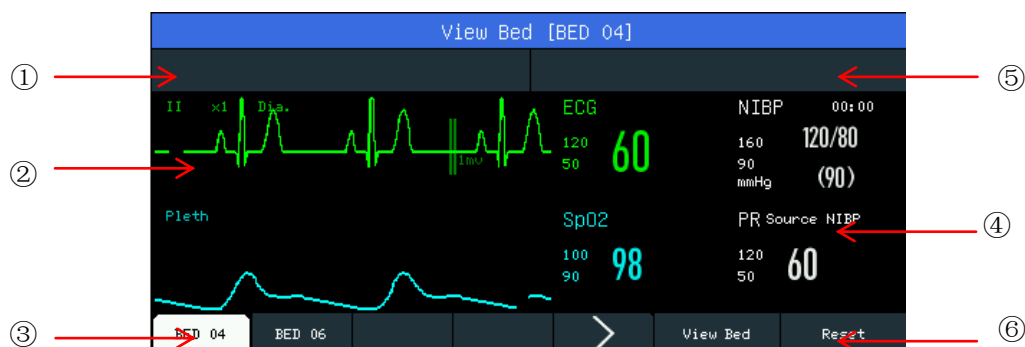 View Bed [BED 04]
①
⑤
II x1 Dia.
ECG
NIBP 00:00
120
50
60
160
90
mmHg
120/80
(90)
1mv
②
Pleth
SpO2
PR Source NIBP
④
100
90
98
120
50
60
③
BED 04
BED 06
View Bed
Reset
⑥